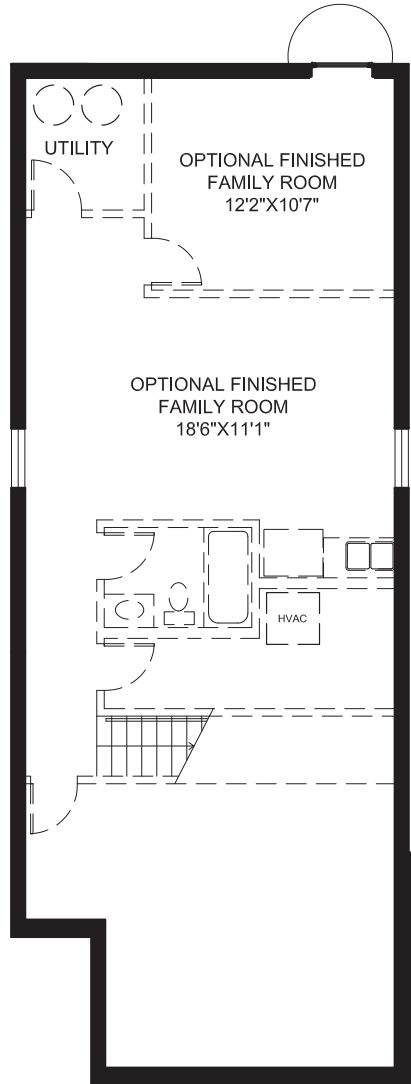 UTILITY
OPTIONAL FINISHED
FAMILY ROOM
12'2"X10'7"
OPTIONAL FINISHED
FAMILY ROOM
18'6"X11'1"
HVAC